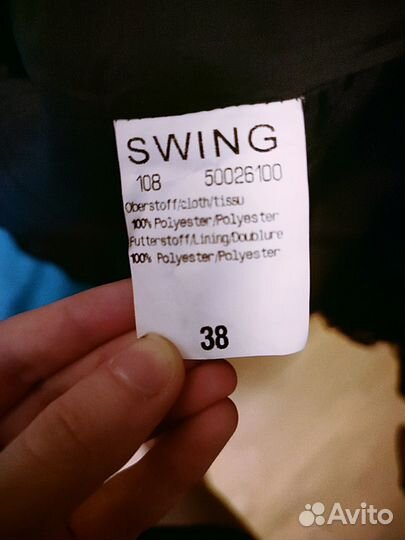 SWING
108 50026100
Oberstoff/cloth/tissu
100% Polyester/Polyester
Futterstoff/Lining/Doublure
100% Polyester/Polyester
38
Avito